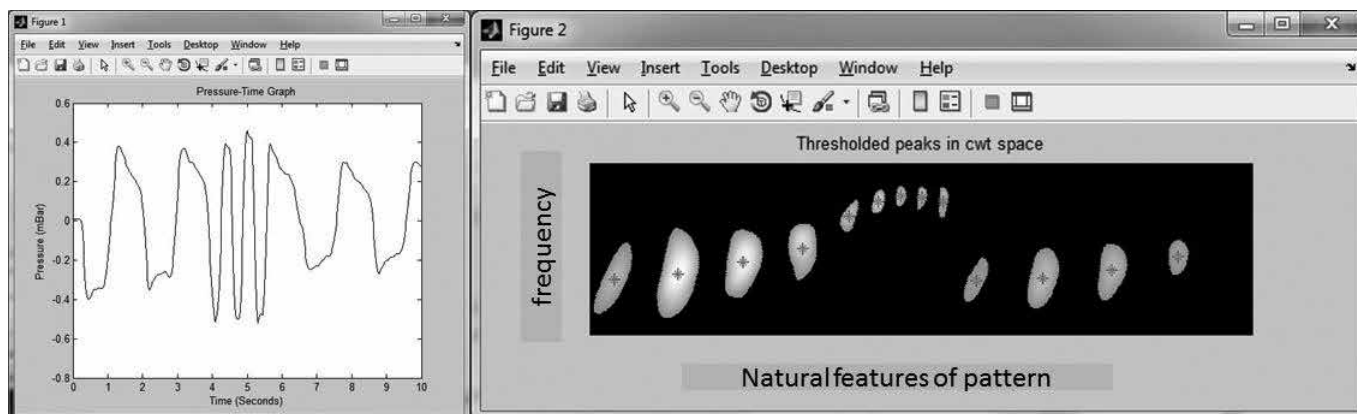 Figure 1
File Edit View Insert Tools Desktop Window Help
Pressure-Time Graph
Pressure (mBar)
0.6
0.4
0.2
0
-0.2
-0.4
-0.6
-0.8
0 1 2 3 4 5 6 7 8 9 10
Time (Seconds)
Figure 2
File Edit View Insert Tools Desktop Window Help
Thresholded peaks in cwt space
frequency
Natural features of pattern